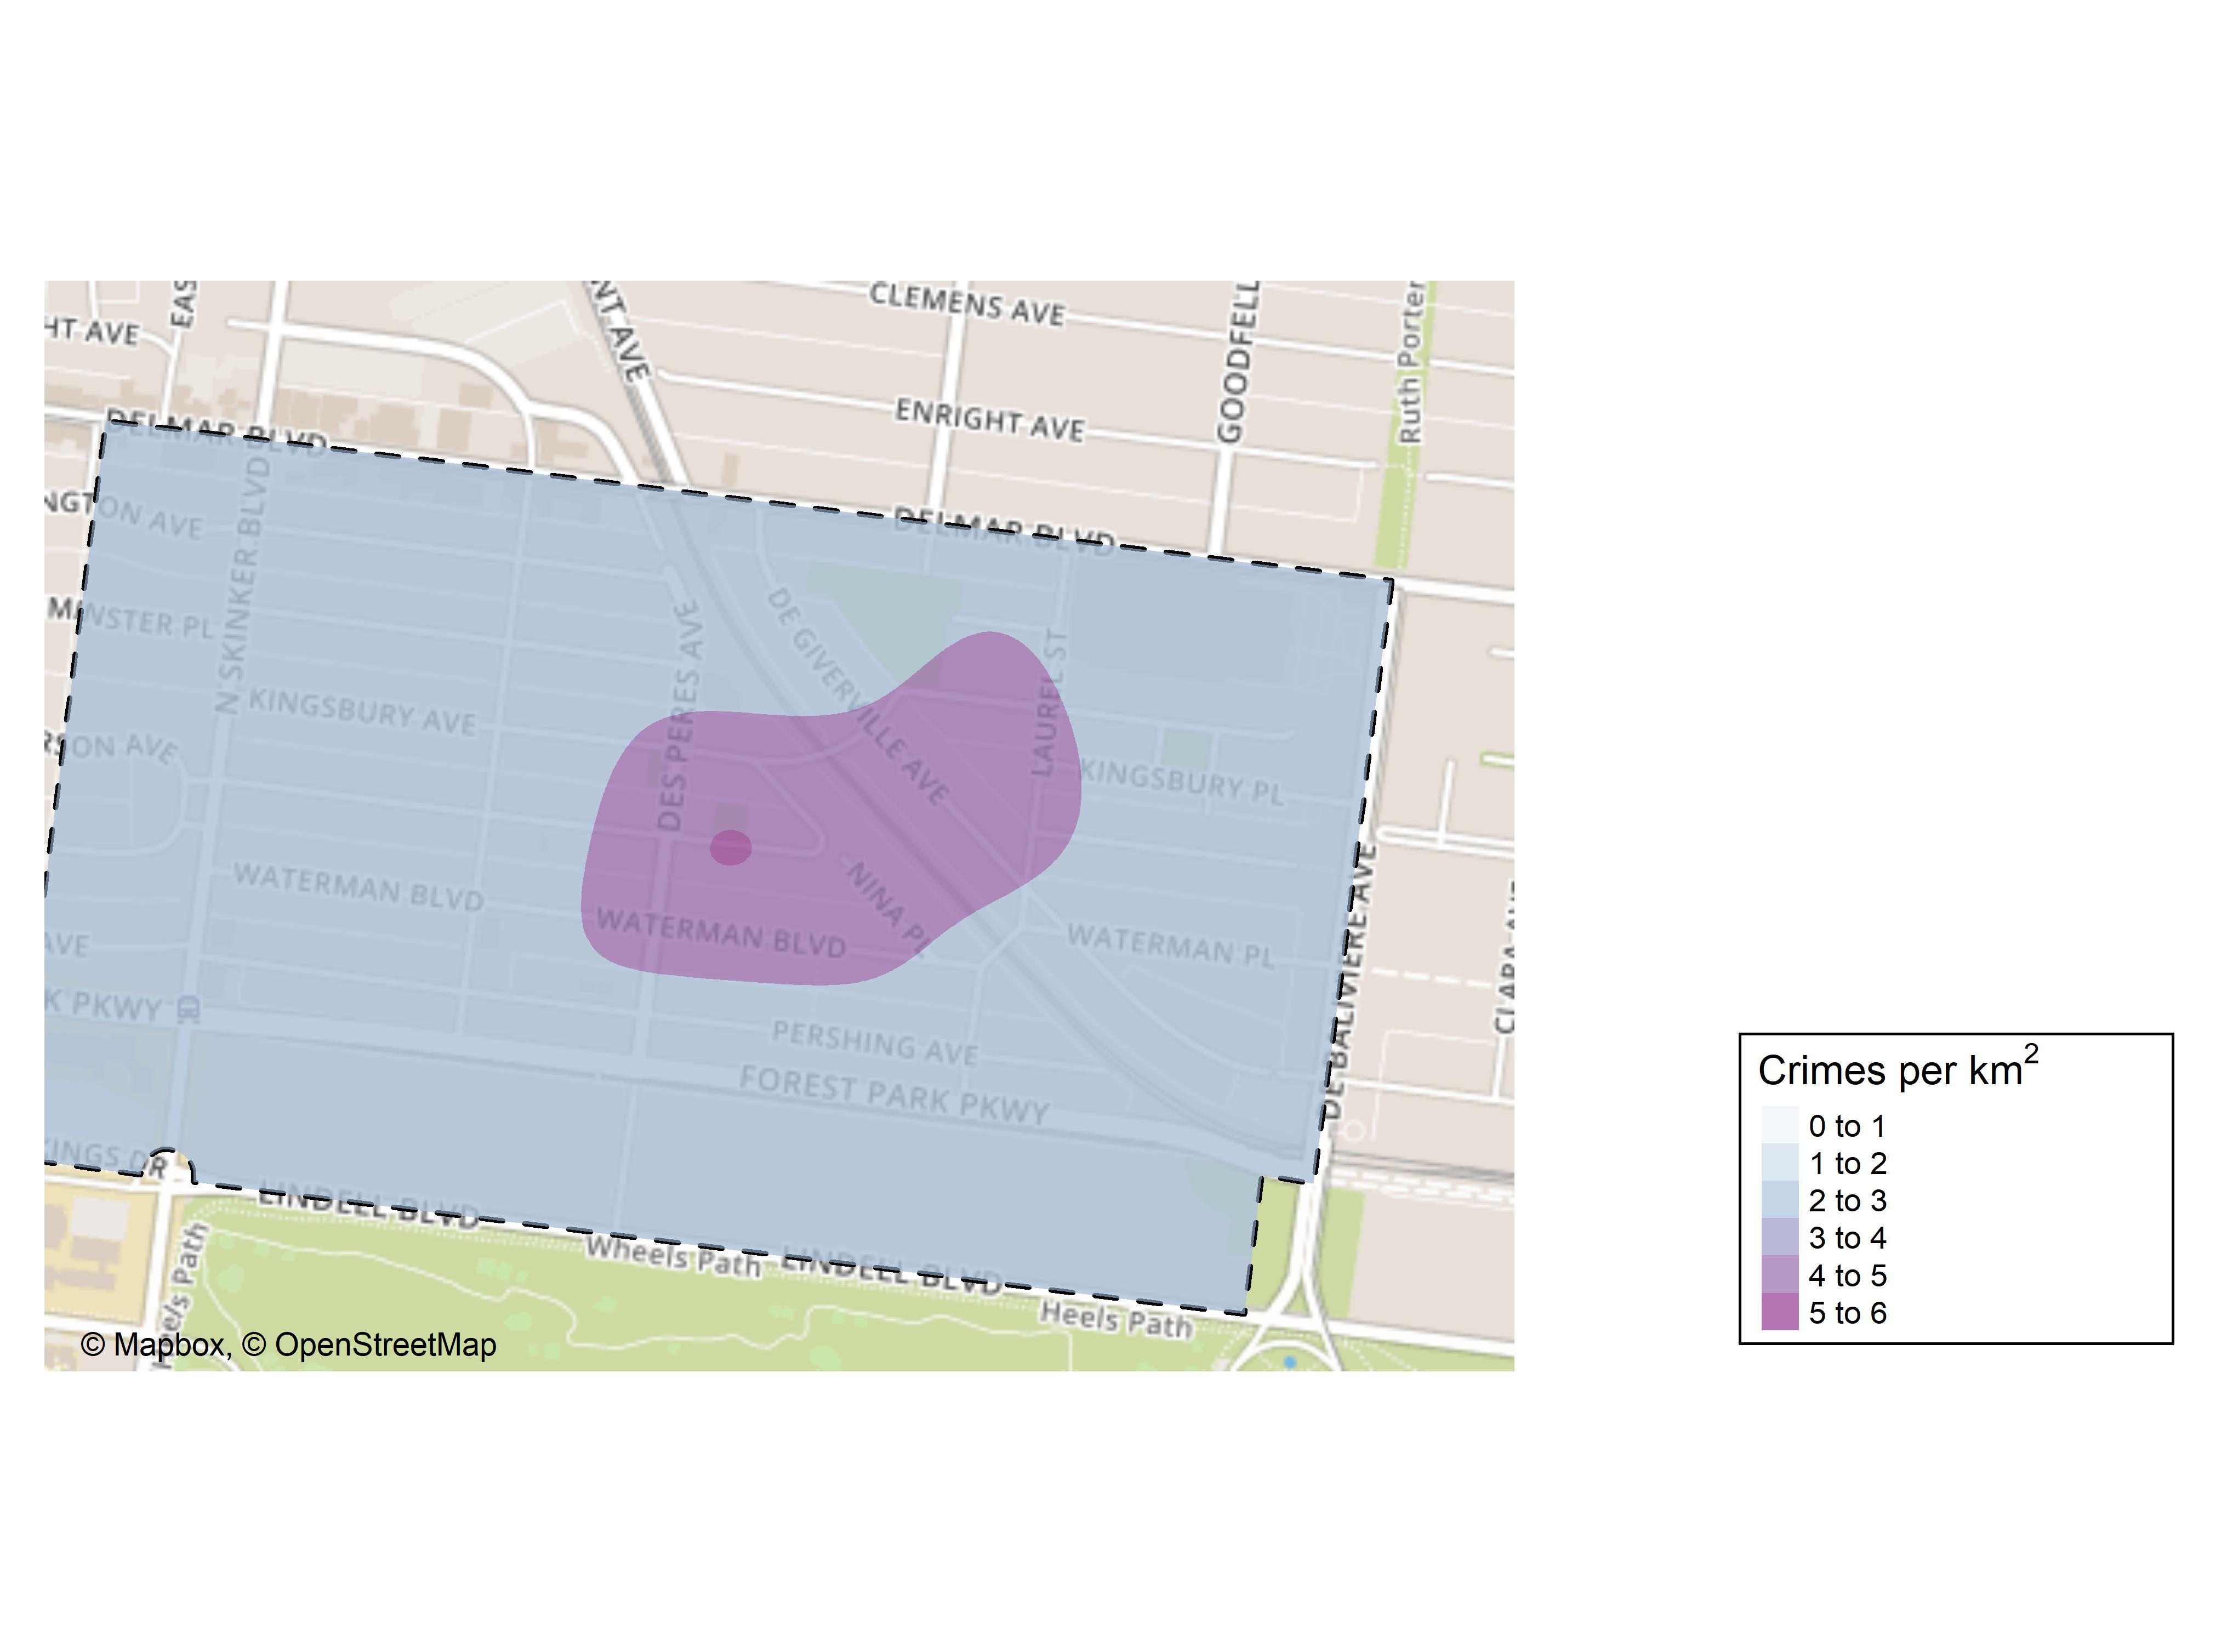 CLEMENS AVE
EAS
NT AVE
HT AVE
GOODFELL
Ruth Porter
ENRIGHT AVE
DELMAR BLVD
NGTON AVE
DELMAR BLVD
N SKINKER BLVD
MINSTER PL
DE GIVERVILLE AVE
DES PERES AVE
LAUREL ST
KINGSBURY AVE
RSON AVE
KINGSBURY PL
WATERMAN BLVD
NINA PL
WATERMAN BLVD
WATERMAN PL
DE BALIVIERE AVE
CLARA AVE
AVE
K PKWY
PERSHING AVE
FOREST PARK PKWY
KINGS DR
LINDELL BLVD
Wheels Path
LINDELL BLVD
Heels Path
heels Path
© Mapbox, © OpenStreetMap
Crimes per km²
0 to 1
1 to 2
2 to 3
3 to 4
4 to 5
5 to 6